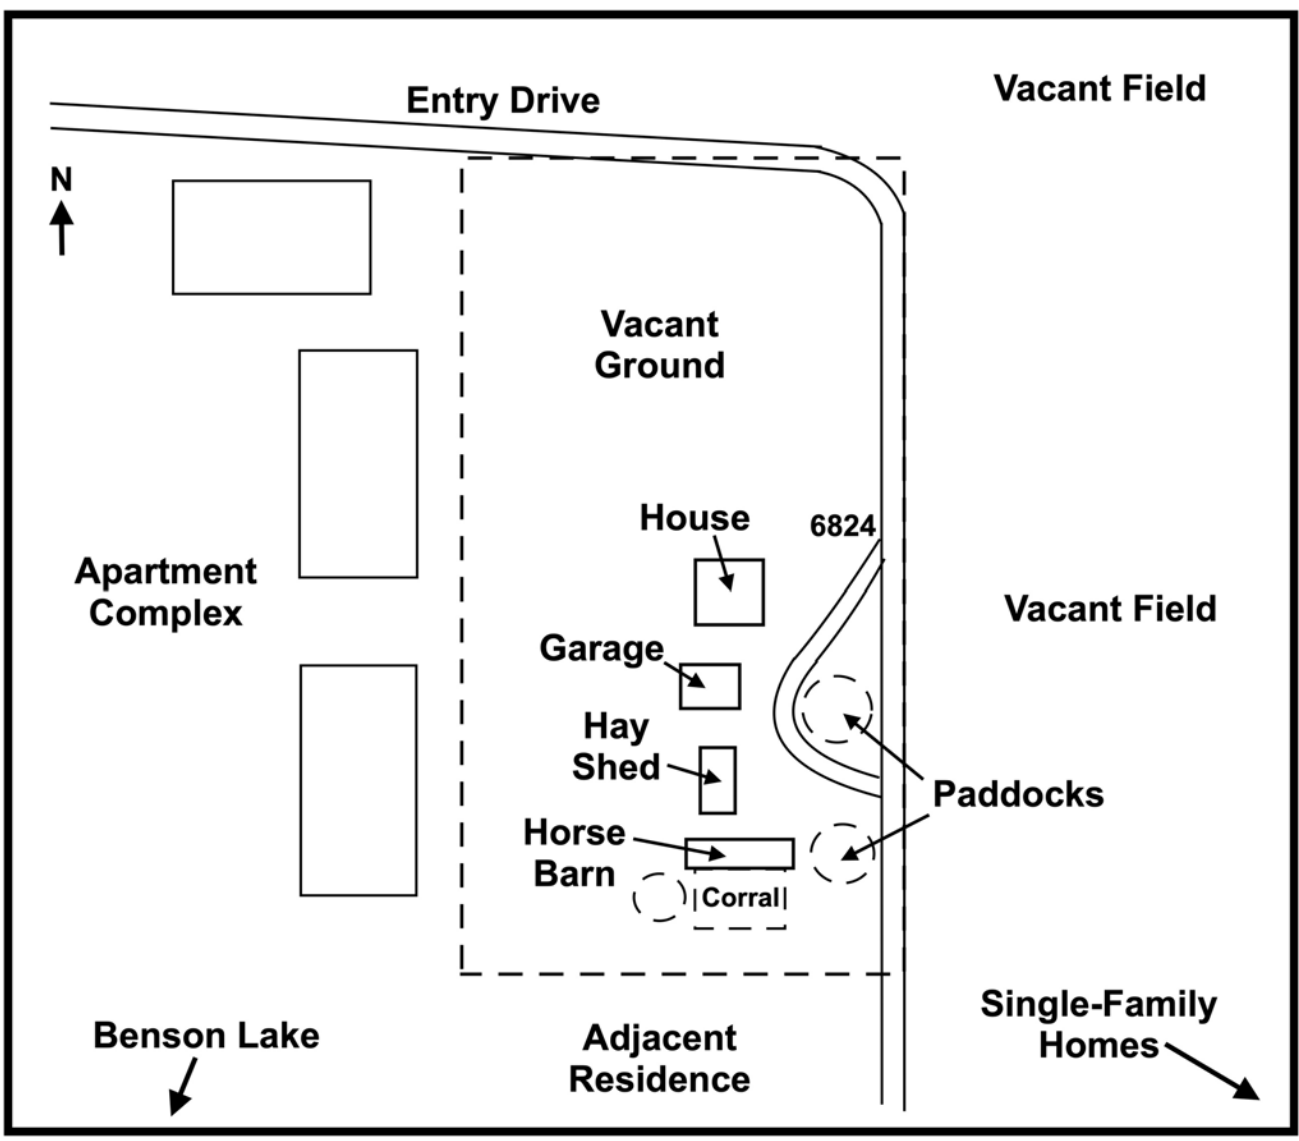 Vacant Field
Entry Drive
N
Vacant
Ground
House
6824
Apartment
Complex
Vacant Field
Garage
Hay
Shed
Paddocks
Horse
Barn
Corral
Single-Family
Homes
Benson Lake
Adjacent
Residence